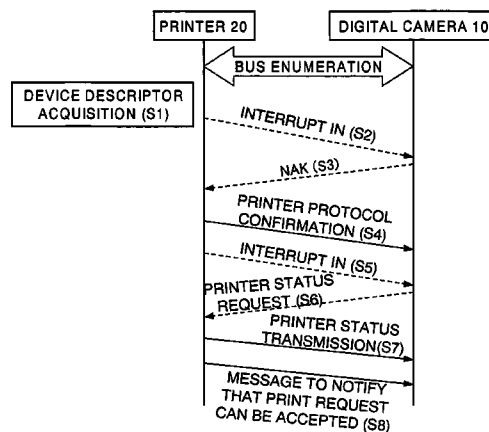 PRINTER 20
DIGITAL CAMERA 10
BUS ENUMERATION
DEVICE DESCRIPTOR
ACQUISITION (S1)
INTERRUPT IN (S2)
NAK (S3)
PRINTER PROTOCOL
CONFIRMATION (S4)
INTERRUPT IN (S5)
PRINTER STATUS
REQUEST (S6)
PRINTER STATUS
TRANSMISSION(S7)
MESSAGE TO NOTIFY
THAT PRINT REQUEST
CAN BE ACCEPTED (S8)